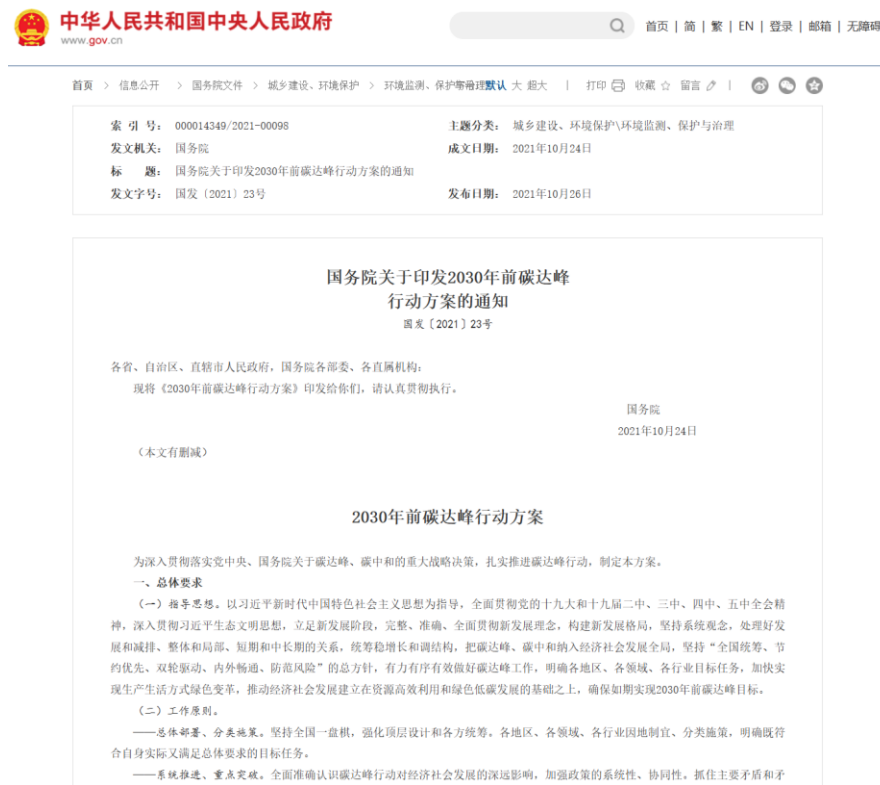 中华人民共和国中央人民政府
www.gov.cn
首页 | 简 | 繁 | EN | 登录 | 邮箱 | 无障碍
首页 > 信息公开 > 国务院文件 > 城乡建设、环境保护 > 环境监测、保护 默认 大 超大 | 打印 收藏 留言 |
索 引 号： 000014349/2021-00098 主题分类： 城乡建设、环境保护\环境监测、保护与治理
发文机关： 国务院 成文日期： 2021年10月24日
标 题： 国务院关于印发2030年前碳达峰行动方案的通知
发文字号： 国发〔2021〕23号 发布日期： 2021年10月26日
国务院关于印发2030年前碳达峰
行动方案的通知
国发〔2021〕23号
各省、自治区、直辖市人民政府，国务院各部委、各直属机构：
现将《2030年前碳达峰行动方案》印发给你们，请认真贯彻执行。
国务院
2021年10月24日
（本文有删减）
2030年前碳达峰行动方案
为深入贯彻落实党中央、国务院关于碳达峰、碳中和的重大战略决策，扎实推进碳达峰行动，制定本方案。
一、总体要求
（一）指导思想。以习近平新时代中国特色社会主义思想为指导，全面贯彻党的十九大和十九届二中、三中、四中、五中全会精
神，深入贯彻习近平生态文明思想，立足新发展阶段，完整、准确、全面贯彻新发展理念，构建新发展格局，坚持系统观念，处理好发
展和减排、整体和局部、短期和中长期的关系，统筹稳增长和调结构，把碳达峰、碳中和纳入经济社会发展全局，坚持“全国统筹、节
约优先、双轮驱动、内外畅通、防范风险”的总方针，有力有序有效做好碳达峰工作，明确各地区、各领域、各行业目标任务，加快实
现生产生活方式绿色变革，推动经济社会发展建立在资源高效利用和绿色低碳发展的基础之上，确保如期实现2030年前碳达峰目标。
（二）工作原则。
——总体部署、分类施策。坚持全国一盘棋，强化顶层设计和各方统筹。各地区、各领域、各行业因地制宜、分类施策，明确既符
合自身实际又满足总体要求的目标任务。
——系统推进、重点突破。全面准确认识碳达峰行动对经济社会发展的深远影响，加强政策的系统性、协同性。抓住主要矛盾和矛